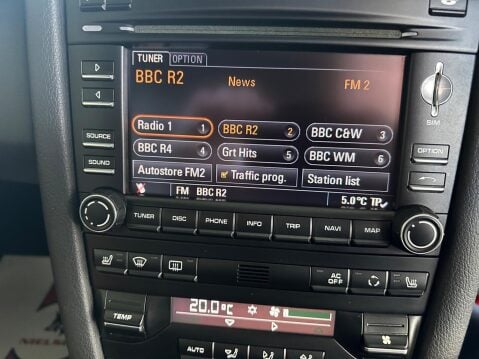 TUNER OPTION
BBC R2 News FM 2
Radio 1 1 BBC R2 2 BBC C&W 3
BBC R4 4 Grt Hits 5 BBC WM 6
Autostore FM2 Traffic prog. Station list
FM BBC R2 5.0°C TP
SIM
SOURCE
SOUND
OPTION
TUNER DISC PHONE INFO TRIP NAVI MAP
AC OFF
20.0°C
TEMP
AUTO